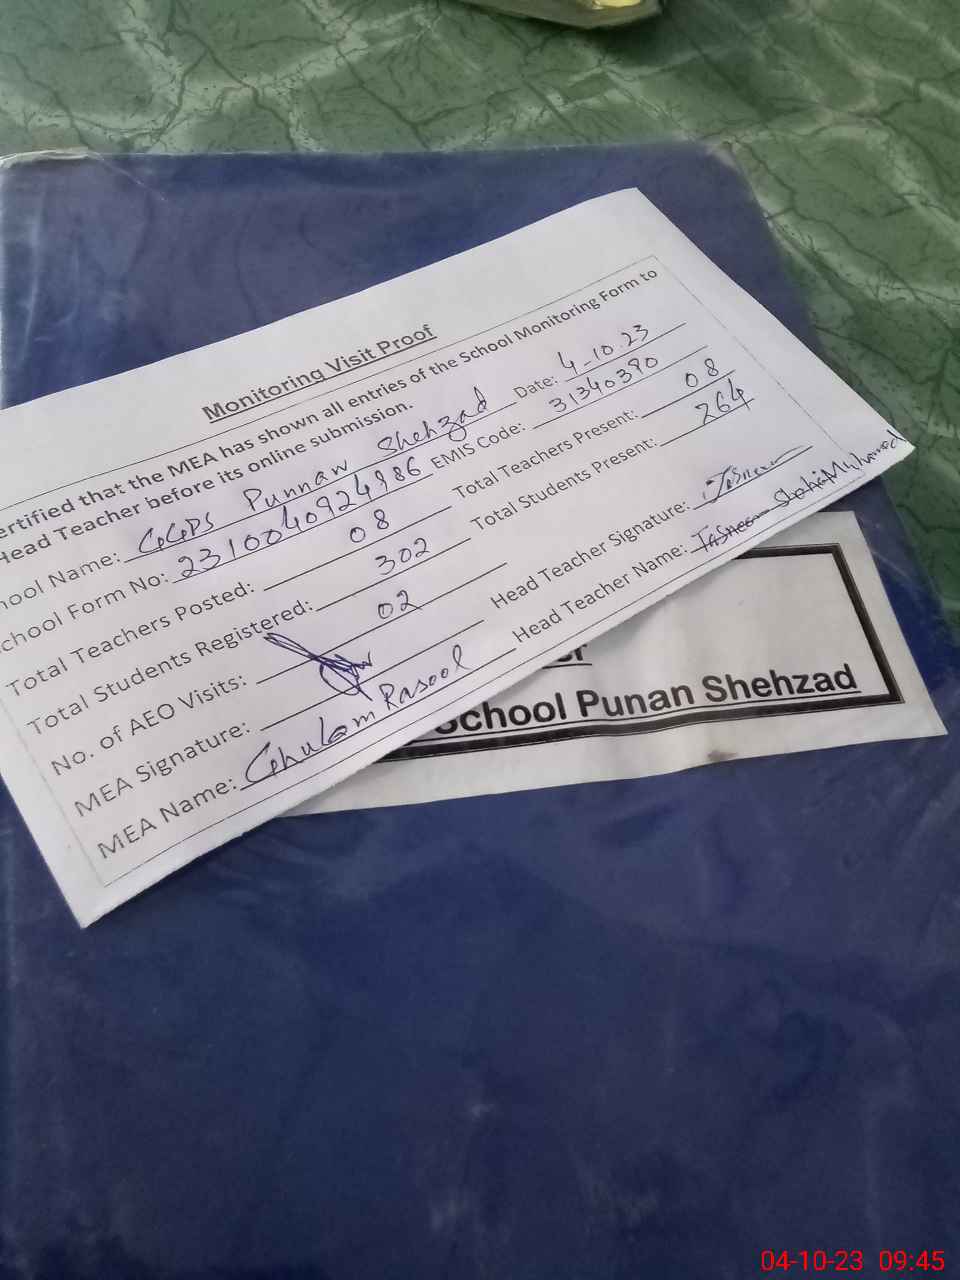 Monitoring Visit Proof
ertified that the MEA has shown all entries of the School Monitoring Form to
Head Teacher before its online submission.
hool Name: GGPS Punnan Shehzad Date: 4-10.23
chool Form No: 2310040924986 EMIS Code: 31340390
Total Teachers Posted: 08 Total Teachers Present: 08
Total Students Registered: 302 Total Students Present: 264
No. of AEO Visits: 02
MEA Signature: Head Teacher Signature:
MEA Name: Ghulam Rasool Head Teacher Name:
School Punan Shehzad
04-10-23 09:45